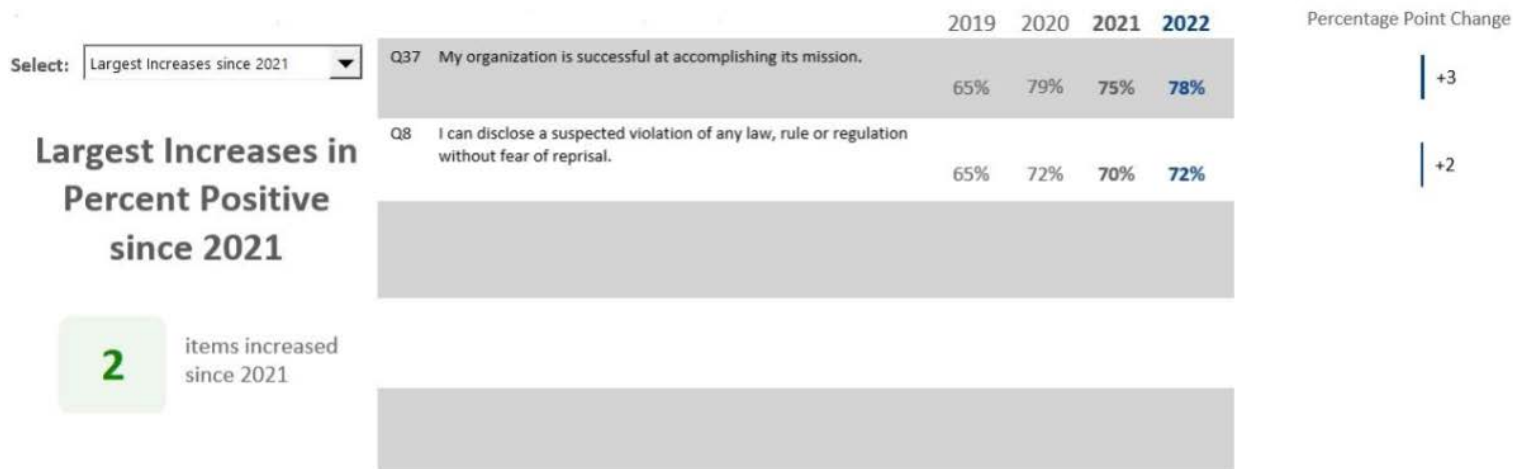 2019 2020 2021 2022 Percentage Point Change
Select: Largest Increases since 2021
Q37 My organization is successful at accomplishing its mission.
65% 79% 75% 78% +3
Largest Increases in
Percent Positive
since 2021
Q8 I can disclose a suspected violation of any law, rule or regulation
without fear of reprisal.
65% 72% 70% 72% +2
2
items increased
since 2021